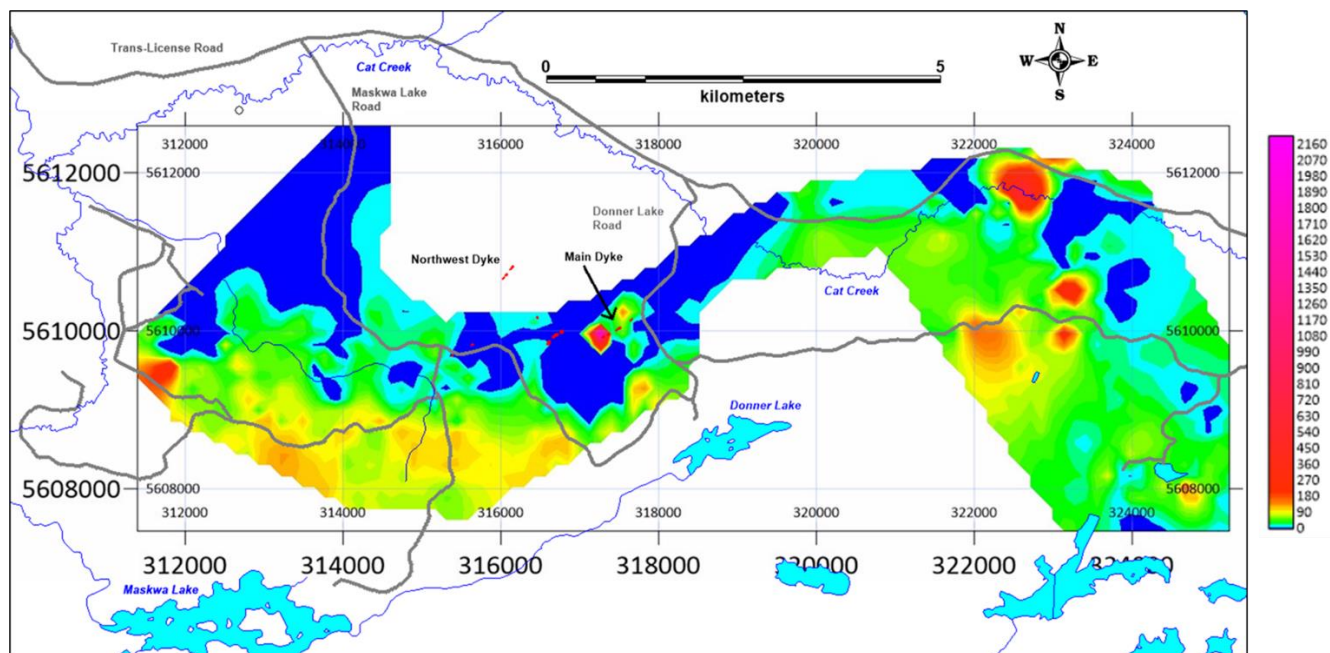 Trans-License Road
Cat Creek
Maskwa Lake
Road
0 5
kilometers
N
W E
S
312000 314000 316000 318000 320000 322000 324000
5612000 5612000 5612000
Donner Lake
Road
Northwest Dyke
Main Dyke
Cat Creek
5610000 5610000 5610000
Donner Lake
5608000 5608000 5608000
312000 314000 316000 318000 320000 322000 324000
312000 314000 316000 318000 320000 322000 324000
Maskwa Lake
2160
2070
1980
1890
1800
1710
1620
1530
1440
1350
1260
1170
1080
990
900
810
720
630
540
450
360
270
180
90
0